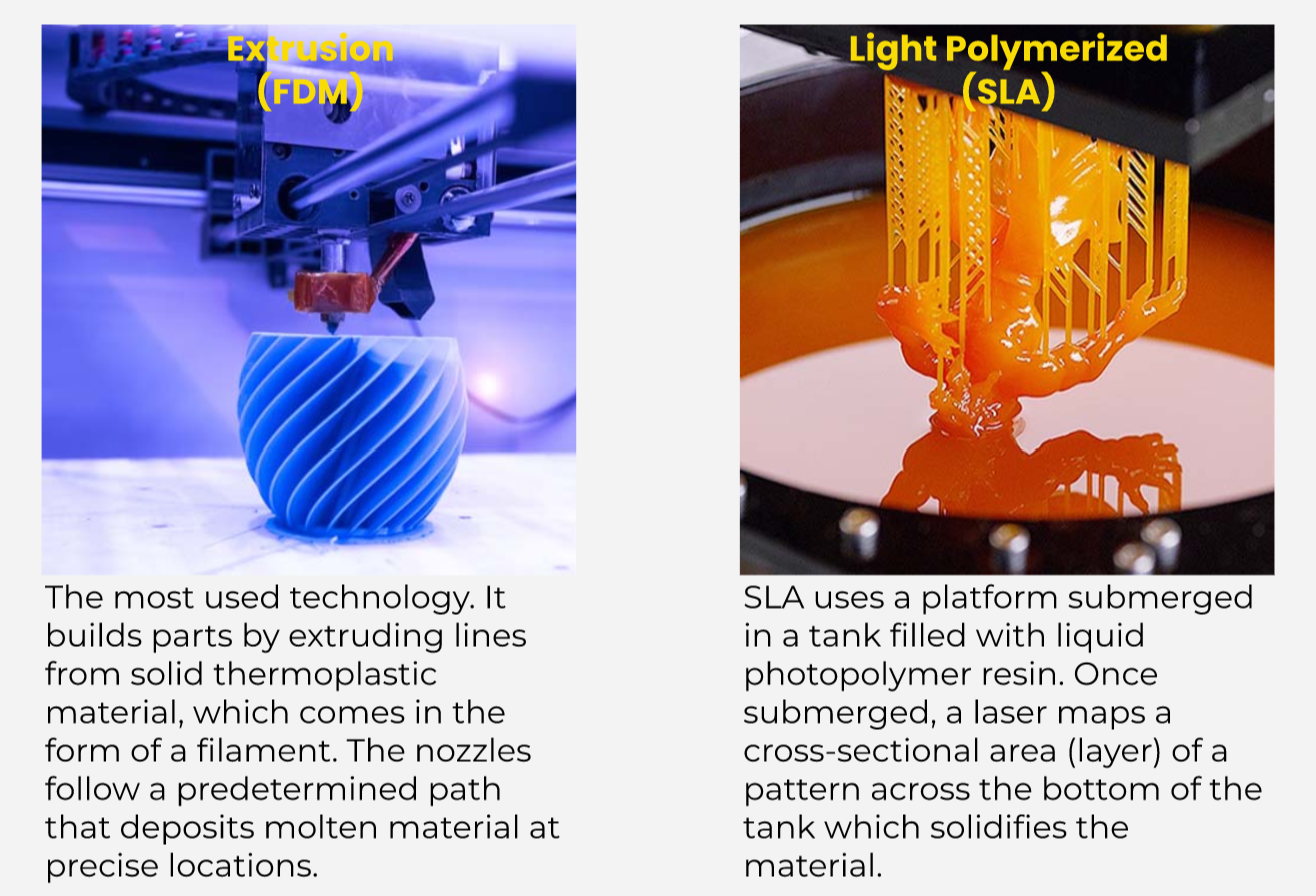 Extrusion
(FDM)
The most used technology. It
builds parts by extruding lines
from solid thermoplastic
material, which comes in the
form of a filament. The nozzles
follow a predetermined path
that deposits molten material at
precise locations.
Light Polymerized
(SLA)
SLA uses a platform submerged
in a tank filled with liquid
photopolymer resin. Once
submerged, a laser maps a
cross-sectional area (layer) of a
pattern across the bottom of the
tank which solidifies the
material.